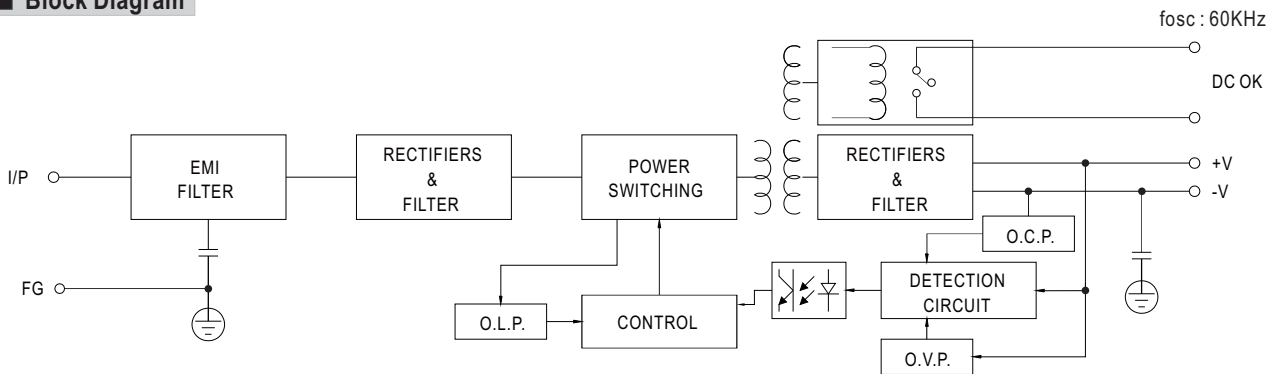 Block Diagram
fosc : 60KHz
DC OK
I/P
EMI
FILTER
RECTIFIERS
&
FILTER
POWER
SWITCHING
RECTIFIERS
&
FILTER
+V
-V
O.C.P.
FG
O.L.P.
CONTROL
DETECTION
CIRCUIT
O.V.P.